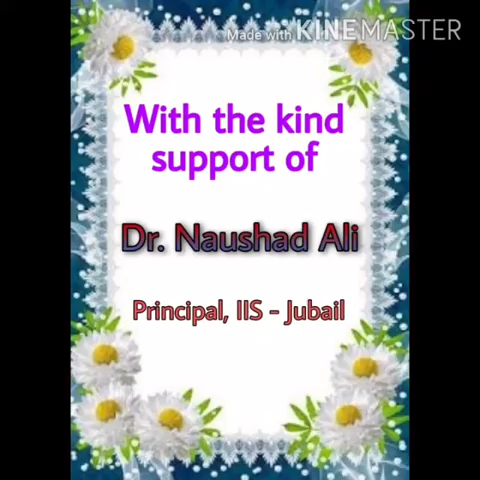 Made with KINEMASTER
With the kind
support of
Dr. Naushad Ali
Principal, IIS - Jubail